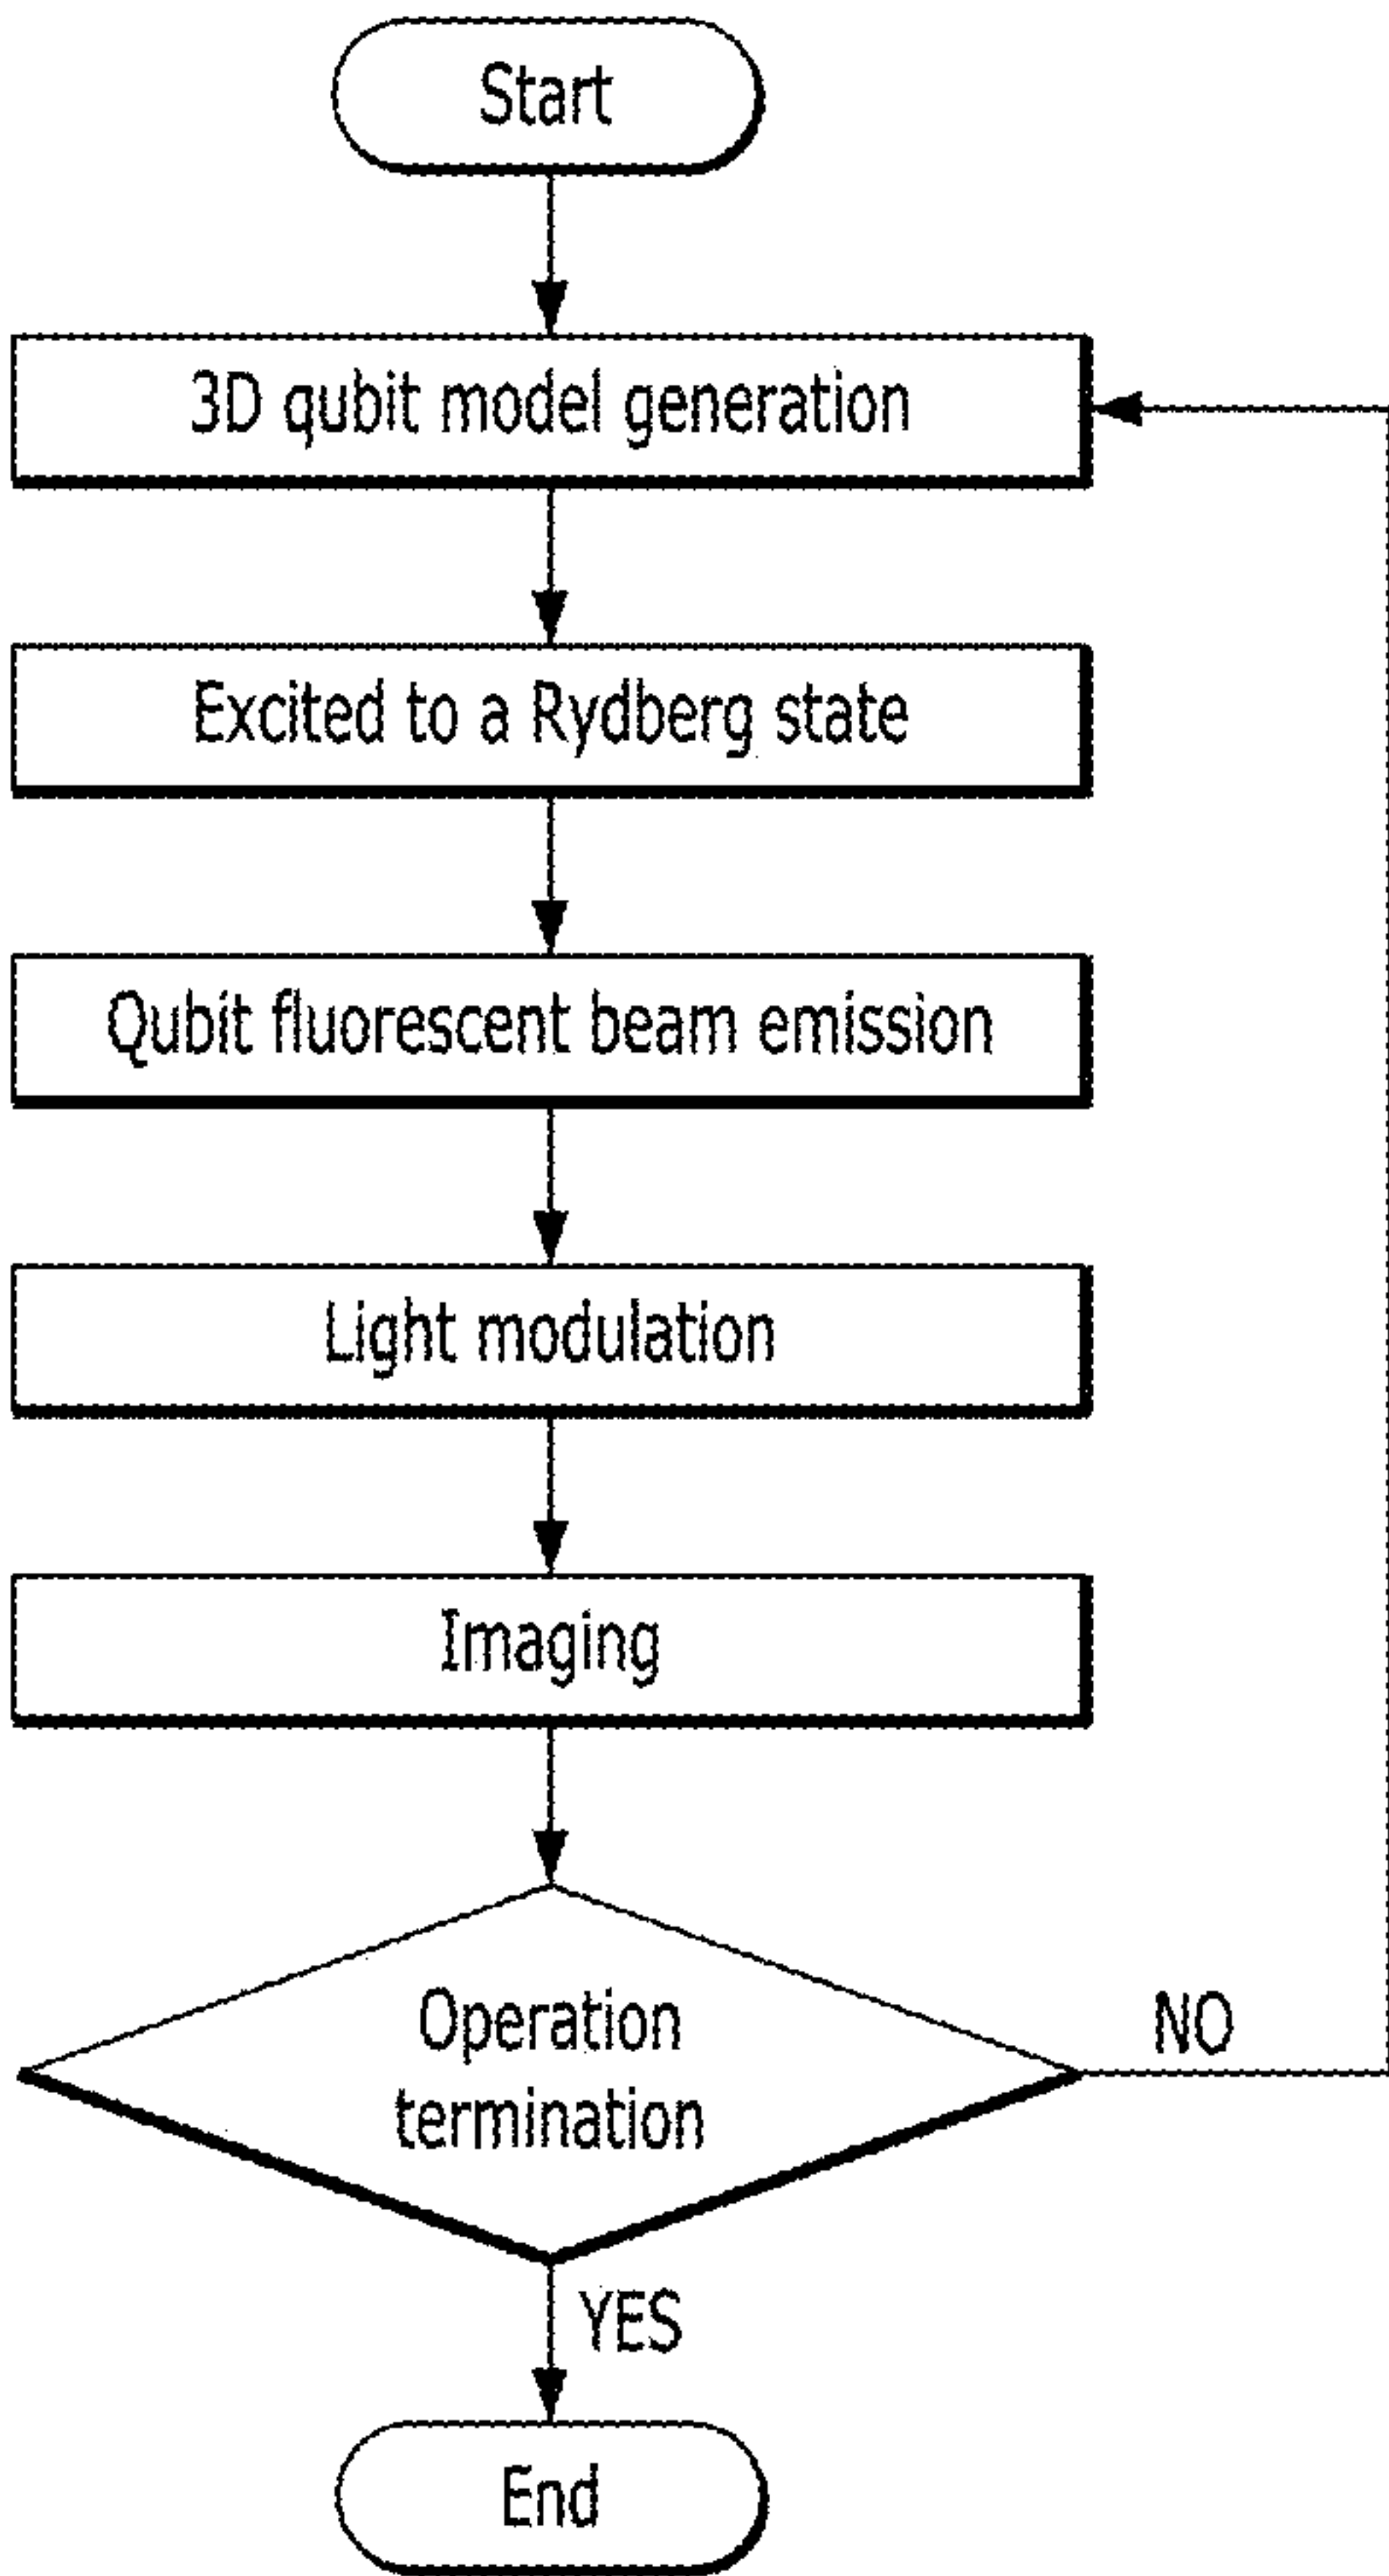 Start
3D qubit model generation
Excited to a Rydberg state
Qubit fluorescent beam emission
Light modulation
Imaging
Operation
termination
NO
YES
End